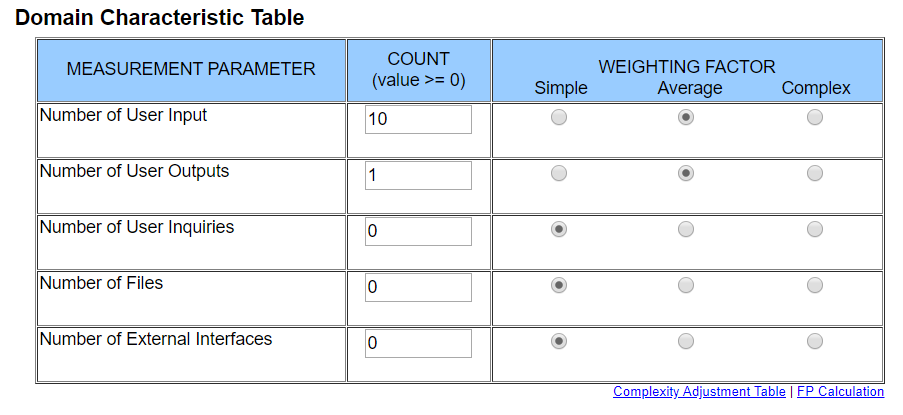 Domain Characteristic Table
MEASUREMENT PARAMETER
COUNT
(value >= 0)
WEIGHTING FACTOR
Simple Average Complex
Number of User Input 10
Number of User Outputs 1
Number of User Inquiries 0
Number of Files 0
Number of External Interfaces 0
Complexity Adjustment Table | FP Calculation